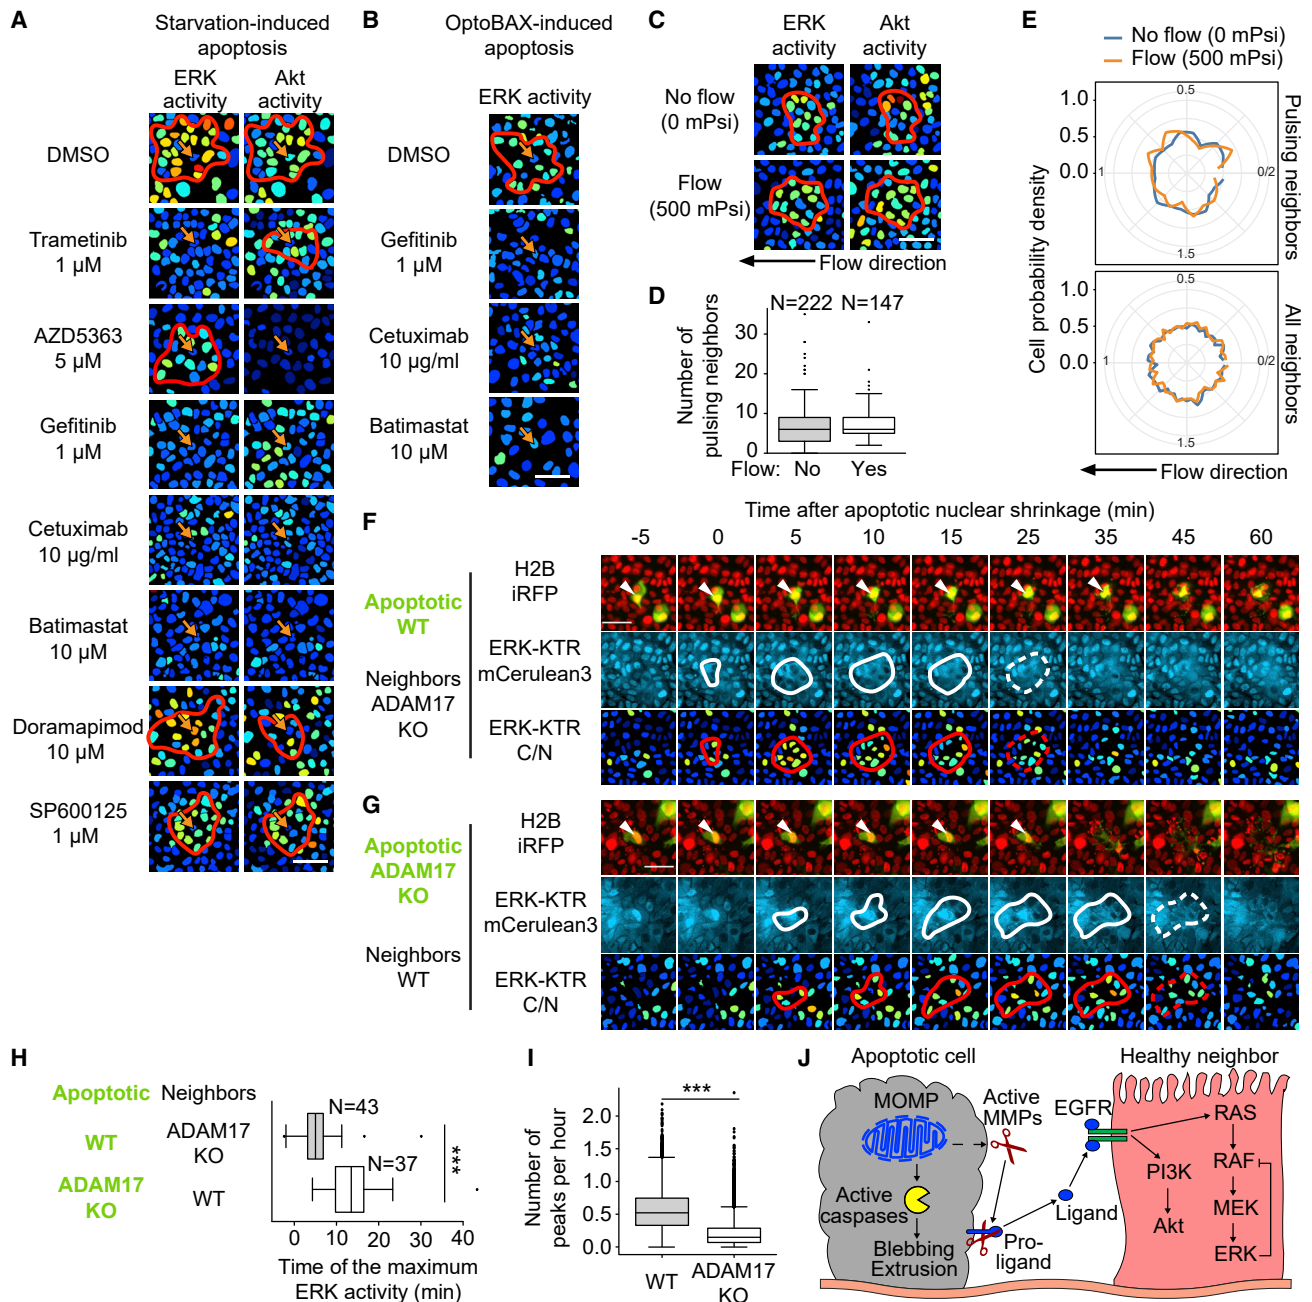 A
Starvation-induced
apoptosis
ERK
activity
Akt
activity
DMSO
Trametinib
1 µM
AZD5363
5 µM
Gefitinib
1 µM
Cetuximab
10 µg/ml
Batimastat
10 µM
Doramapimod
10 µM
SP600125
1 µM
B
OptoBAX-induced
apoptosis
ERK activity
DMSO
Gefitinib
1 µM
Cetuximab
10 µg/ml
Batimastat
10 µM
C
ERK
activity
Akt
activity
No flow
(0 mPsi)
Flow
(500 mPsi)
Flow direction
D
N=222
N=147
Number of
pulsing neighbors
30
20
10
0
Flow:
No
Yes
E
No flow (0 mPsi)
Flow (500 mPsi)
Cell probability density
1.0
0.5
0.0
0.5
1
0/2
1.5
Pulsing neighbors
1.0
0.5
0.0
0.5
1
0/2
1.5
All neighbors
Flow direction
F
Time after apoptotic nuclear shrinkage (min)
-5
0
5
10
15
25
35
45
60
Apoptotic
WT
Neighbors
ADAM17
KO
H2B
iRFP
ERK-KTR
mCerulean3
ERK-KTR
C/N
G
Apoptotic
ADAM17
KO
Neighbors
WT
H2B
iRFP
ERK-KTR
mCerulean3
ERK-KTR
C/N
H
Apoptotic
Neighbors
WT
ADAM17
KO
ADAM17
KO
WT
N=43
N=37
***
0
10
20
30
40
Time of the maximum
ERK activity (min)
I
***
Number of
peaks per hour
2.0
1.5
1.0
0.5
0.0
WT
ADAM17
KO
J
Apoptotic cell
Healthy neighbor
MOMP
Active
MMPs
EGFR
RAS
PI3K
RAF
Active
caspases
Ligand
Akt
MEK
Pro-
ligand
Blebbing
Extrusion
ERK